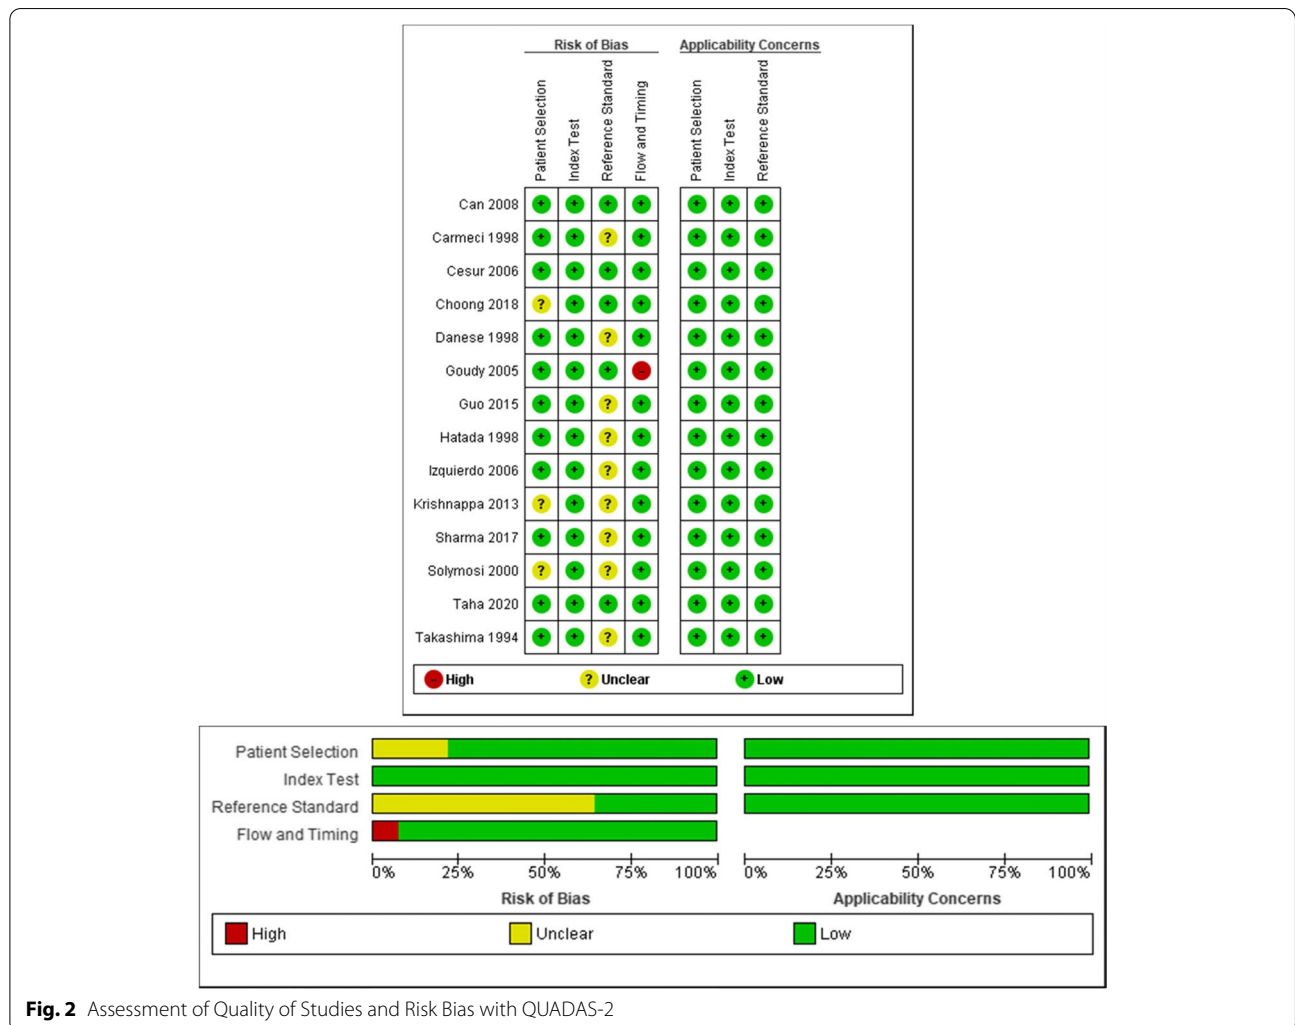 Risk of Bias Applicability Concerns
Patient Selection Index Test Reference Standard Flow and Timing Patient Selection Index Test Reference Standard
Can 2008 + + + + + + +
Carmeci 1998 + + ? + + + +
Cesur 2006 + + + + + + +
Choong 2018 ? + + + + + +
Danese 1998 + + ? + + + +
Goudy 2005 + + + - + + +
Guo 2015 + + ? + + + +
Hatada 1998 + + ? + + + +
Izquierdo 2006 + + ? + + + +
Krishnappa 2013 ? + ? + + + +
Sharma 2017 + + ? + + + +
Solymosi 2000 ? + ? + + + +
Taha 2020 + + + + + + +
Takashima 1994 + + ? + + + +
- High ? Unclear + Low
Patient Selection
Index Test
Reference Standard
Flow and Timing
0% 25% 50% 75% 100% 0% 25% 50% 75% 100%
Risk of Bias Applicability Concerns
High Unclear Low
Fig. 2 Assessment of Quality of Studies and Risk Bias with QUADAS-2